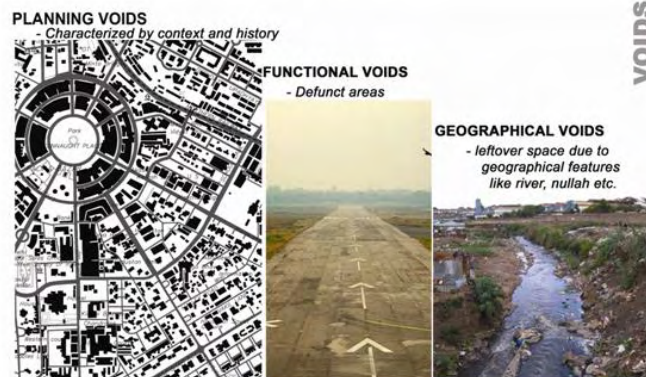 VOIDS
PLANNING VOIDS
- Characterized by context and history
FUNCTIONAL VOIDS
- Defunct areas
GEOGRAPHICAL VOIDS
- leftover space due to
geographical features
like river, nullah etc.
Park